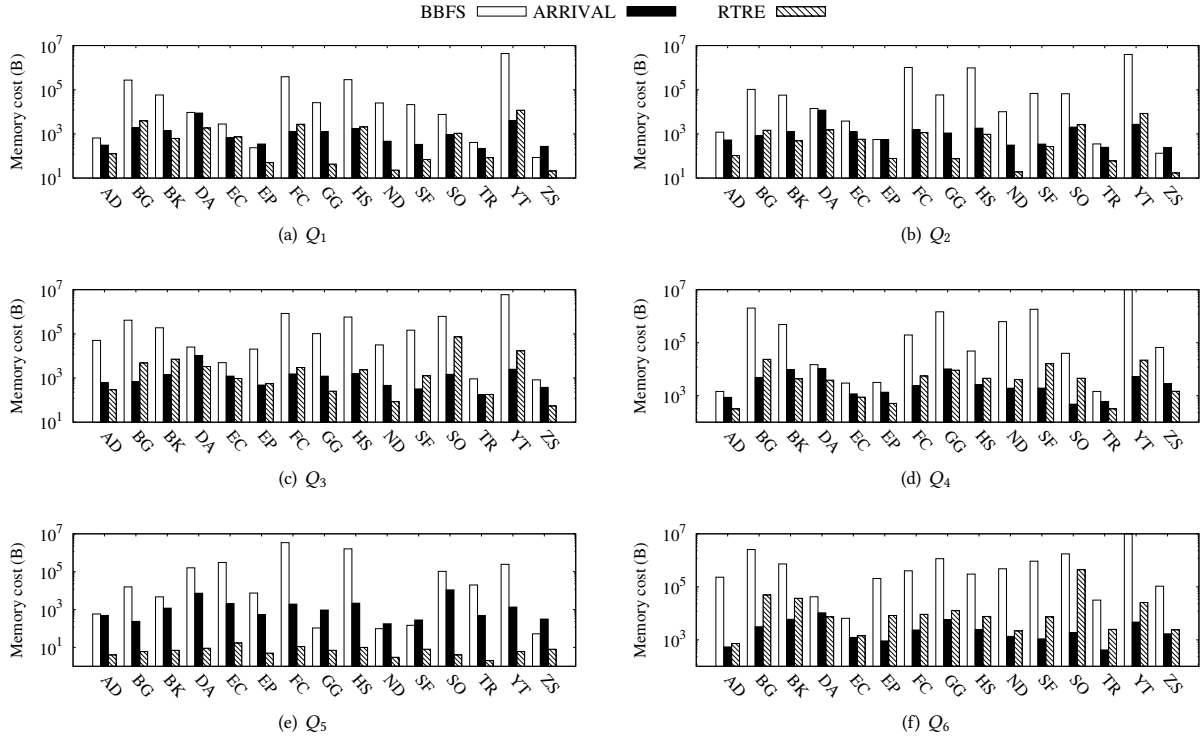 BBFS ARRIVAL RTRE
Memory cost (B)
10^7
10^5
10^3
10^1
AD BG BK DA EC EP FC GG HS ND SF SO TR YT ZS
(a) Q_1
Memory cost (B)
10^7
10^5
10^3
10^1
AD BG BK DA EC EP FC GG HS ND SF SO TR YT ZS
(b) Q_2
Memory cost (B)
10^7
10^5
10^3
10^1
AD BG BK DA EC EP FC GG HS ND SF SO TR YT ZS
(c) Q_3
Memory cost (B)
10^7
10^5
10^3
AD BG BK DA EC EP FC GG HS ND SF SO TR YT ZS
(d) Q_4
Memory cost (B)
10^7
10^5
10^3
10^1
AD BG BK DA EC EP FC GG HS ND SF SO TR YT ZS
(e) Q_5
Memory cost (B)
10^7
10^5
10^3
AD BG BK DA EC EP FC GG HS ND SF SO TR YT ZS
(f) Q_6